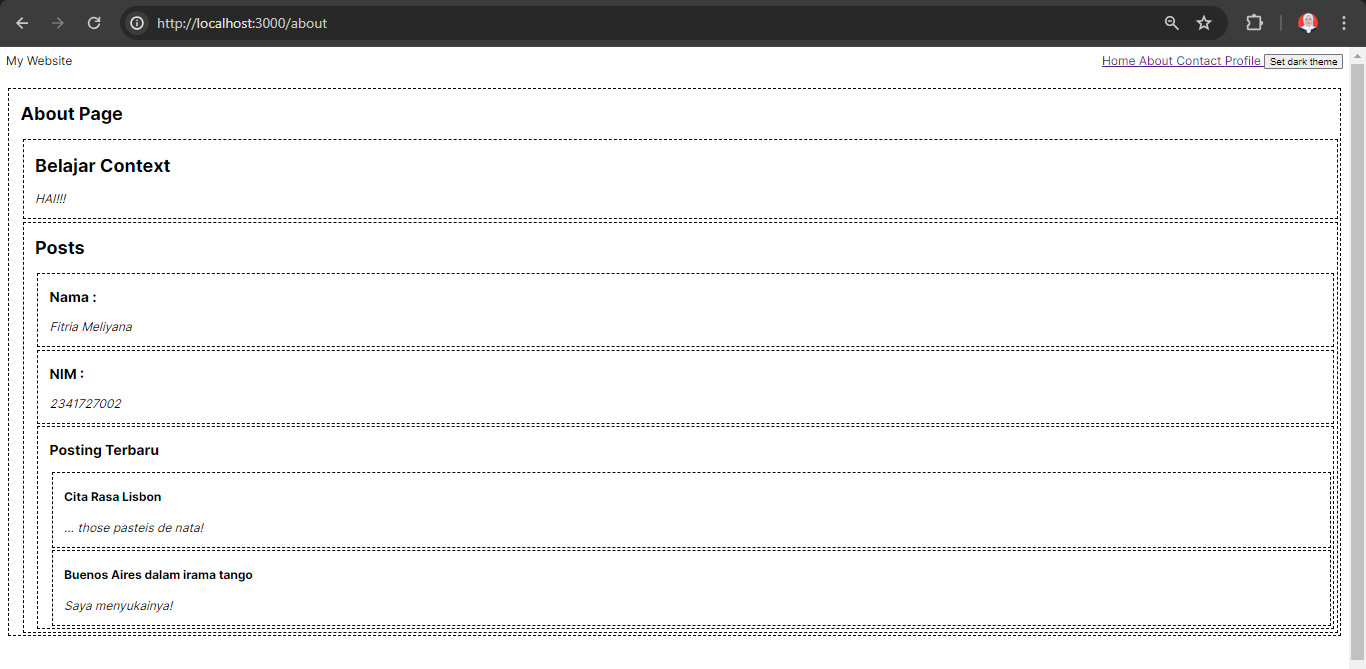 http://localhost:3000/about
My Website
Home About Contact Profile Set dark theme
About Page
Belajar Context
HAI!!!!
Posts
Nama :
Fitria Meliyana
NIM :
2341727002
Posting Terbaru
Cita Rasa Lisbon
... those pasteis de nata!
Buenos Aires dalam irama tango
Saya menyukainya!